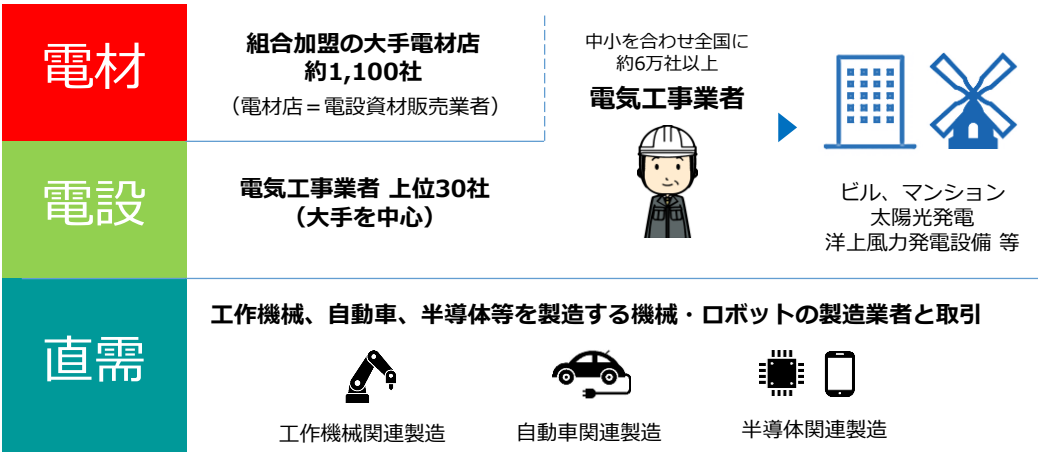 電材
組合加盟の大手電材店
約1,100社
（電材店＝電設資材販売業者）
中小を合わせ全国に
約6万社以上
電気工事業者
ビル、マンション
太陽光発電
洋上風力発電設備 等
電設
電気工事業者 上位30社
（大手を中心）
直需
工作機械、自動車、半導体等を製造する機械・ロボットの製造業者と取引
工作機械関連製造
自動車関連製造
半導体関連製造